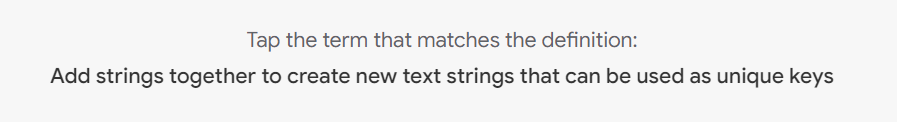 Tap the term that matches the definition:
Add strings together to create new text strings that can be used as unique keys